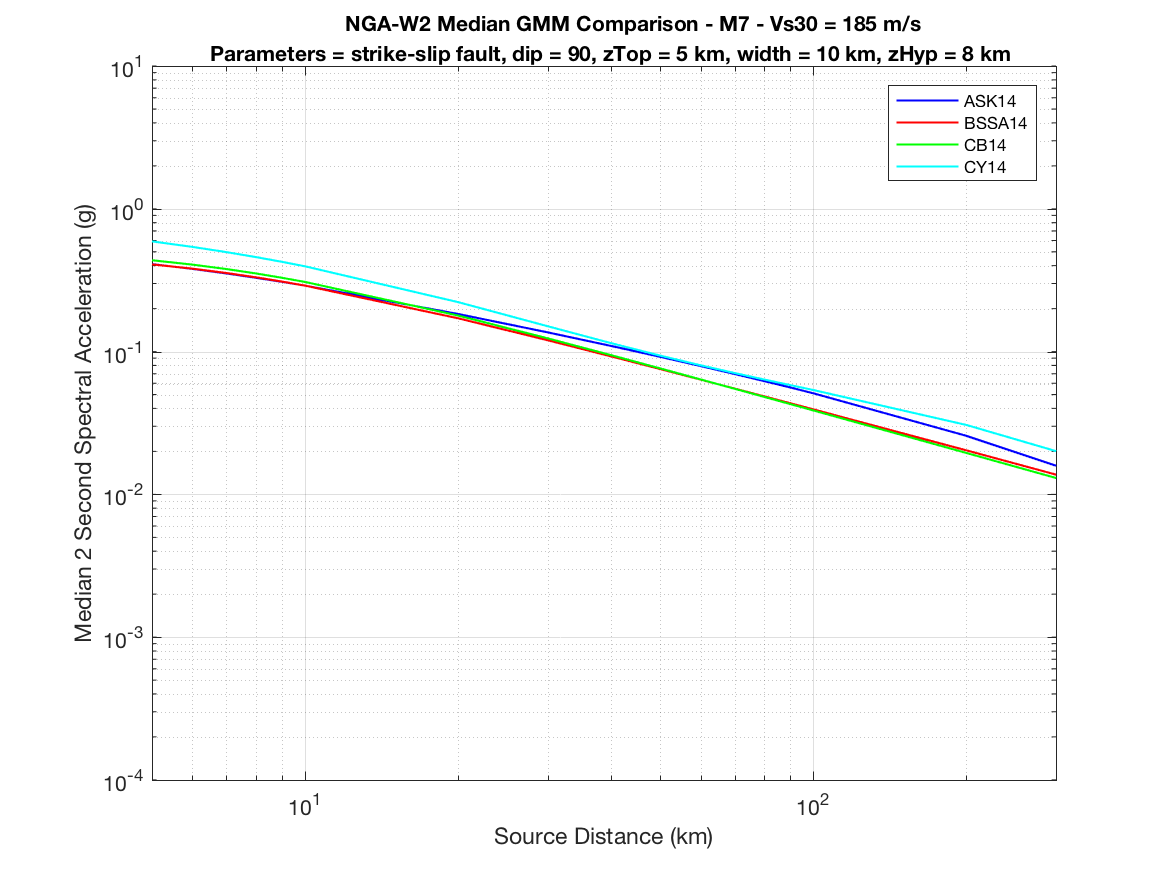 NGA-W2 Median GMM Comparison - M7 - Vs30 = 185 m/s
Parameters = strike-slip fault, dip = 90, zTop = 5 km, width = 10 km, zHyp = 8 km
10^1
ASK14
BSSA14
CB14
CY14
10^0
10^-1
10^-2
10^-3
10^-4
Median 2 Second Spectral Acceleration (g)
10^1
10^2
Source Distance (km)